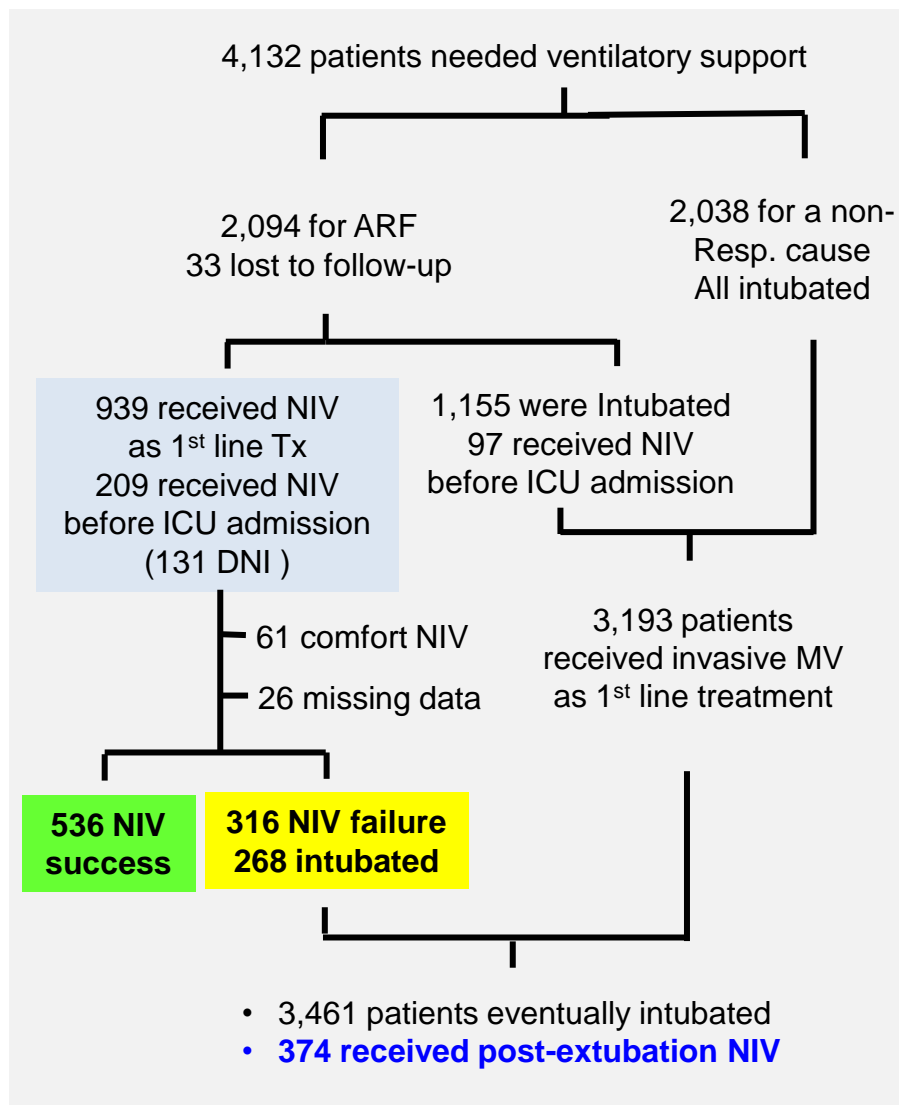 4,132 patients needed ventilatory support
2,094 for ARF
33 lost to follow-up
2,038 for a non-
Resp. cause
All intubated
939 received NIV
as 1st line Tx
209 received NIV
before ICU admission
(131 DNI )
1,155 were Intubated
97 received NIV
before ICU admission
61 comfort NIV
26 missing data
3,193 patients
received invasive MV
as 1st line treatment
536 NIV
success
316 NIV failure
268 intubated
• 3,461 patients eventually intubated
• 374 received post-extubation NIV